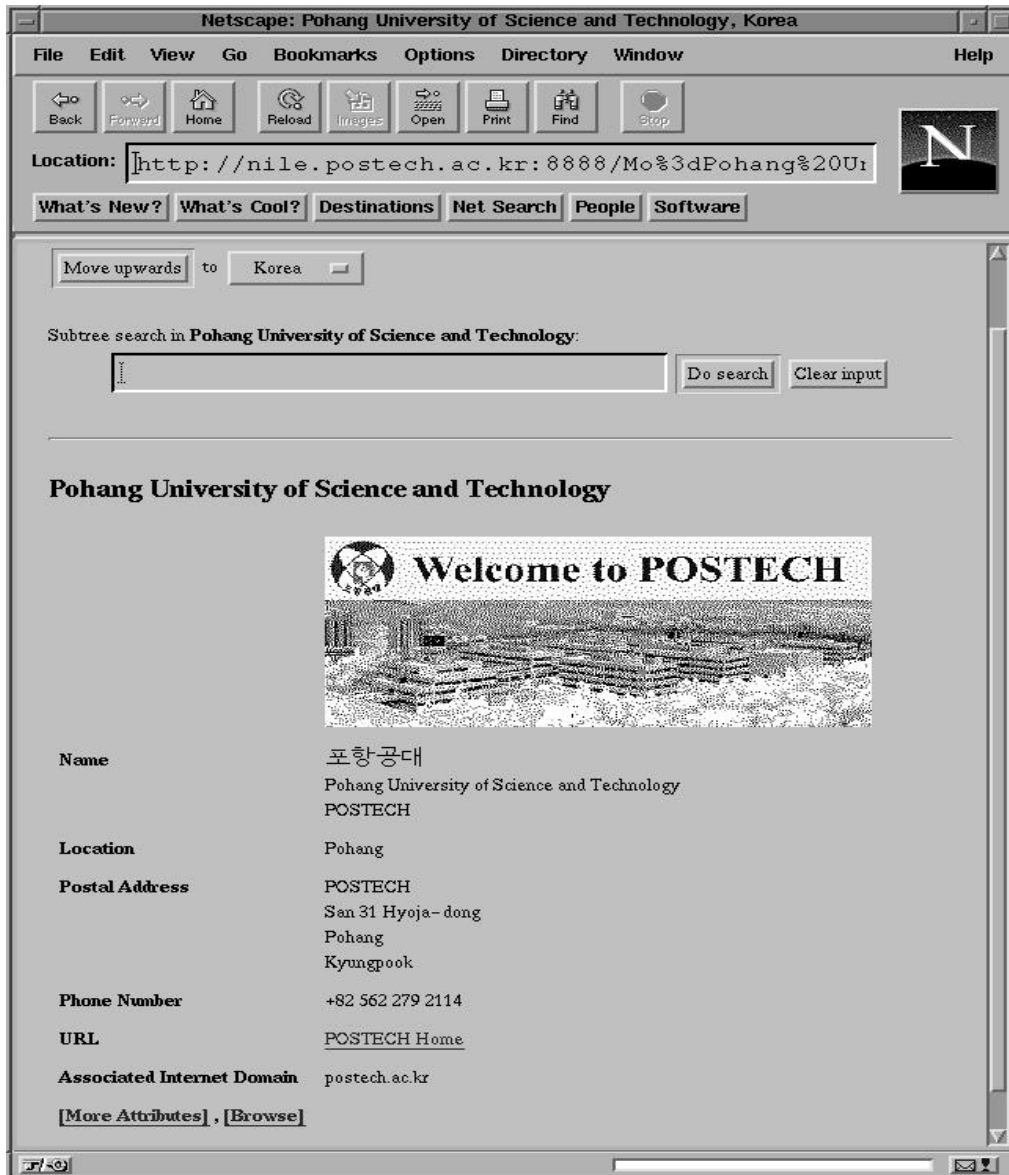 Netscape: Pohang University of Science and Technology, Korea
File Edit View Go Bookmarks Options Directory Window Help
Back Forward Home Reload Images Open Print Find Stop
Location: http://nile.postech.ac.kr:8888/Mo%3dPohang%20Ur
N
What's New? What's Cool? Destinations Net Search People Software
Move upwards to Korea
Subtree search in Pohang University of Science and Technology:
Do search Clear input
Pohang University of Science and Technology
Welcome to POSTECH
Name 포항공대
Pohang University of Science and Technology
POSTECH
Location Pohang
Postal Address POSTECH
San 31 Hyoja-dong
Pohang
Kyungpook
Phone Number +82 562 279 2114
URL POSTECH Home
Associated Internet Domain postech.ac.kr
[More Attributes] , [Browse]